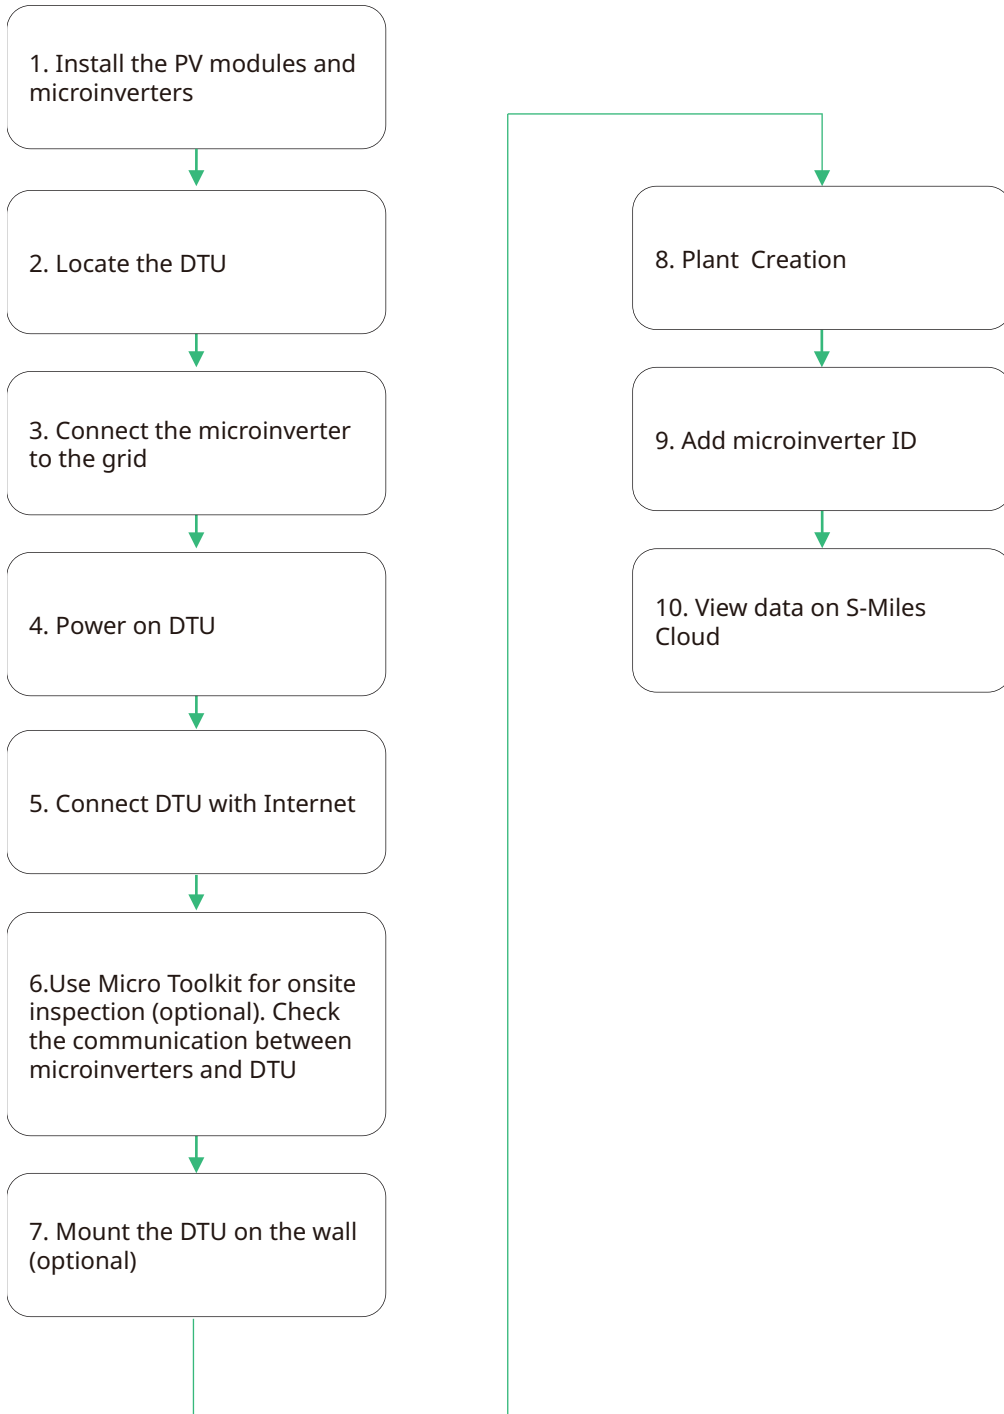 1. Install the PV modules and
microinverters
2. Locate the DTU
3. Connect the microinverter
to the grid
4. Power on DTU
5. Connect DTU with Internet
6.Use Micro Toolkit for onsite
inspection (optional). Check
the communication between
microinverters and DTU
7. Mount the DTU on the wall
(optional)
8. Plant  Creation
9. Add microinverter ID
10. View data on S-Miles
Cloud